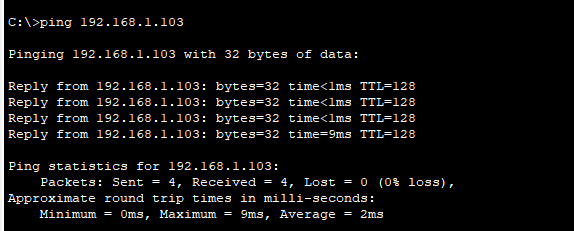 C:\>ping 192.168.1.103
Pinging 192.168.1.103 with 32 bytes of data:
Reply from 192.168.1.103: bytes=32 time<1ms TTL=128
Reply from 192.168.1.103: bytes=32 time<1ms TTL=128
Reply from 192.168.1.103: bytes=32 time<1ms TTL=128
Reply from 192.168.1.103: bytes=32 time=9ms TTL=128
Ping statistics for 192.168.1.103:
    Packets: Sent = 4, Received = 4, Lost = 0 (0% loss),
Approximate round trip times in milli-seconds:
    Minimum = 0ms, Maximum = 9ms, Average = 2ms